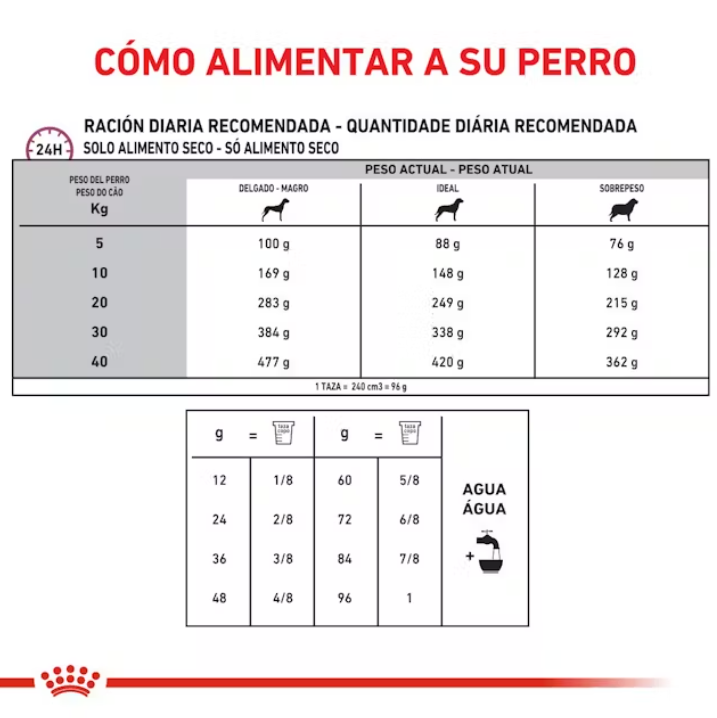 CÓMO ALIMENTAR A SU PERRO
RACIÓN DIARIA RECOMENDADA - QUANTIDADE DIÁRIA RECOMENDADA
24H SOLO ALIMENTO SECO - SÓ ALIMENTO SECO
PESO ACTUAL - PESO ATUAL
PESO DEL PERRO
PESO DO CÃO
Kg
DELGADO - MAGRO IDEAL SOBREPESO
5 100 g 88 g 76 g
10 169 g 148 g 128 g
20 283 g 249 g 215 g
30 384 g 338 g 292 g
40 477 g 420 g 362 g
1 TAZA = 240 cm3 = 96 g
g = taza copo g = taza copo
12 1/8 60 5/8
24 2/8 72 6/8
36 3/8 84 7/8
48 4/8 96 1
AGUA
ÁGUA
+